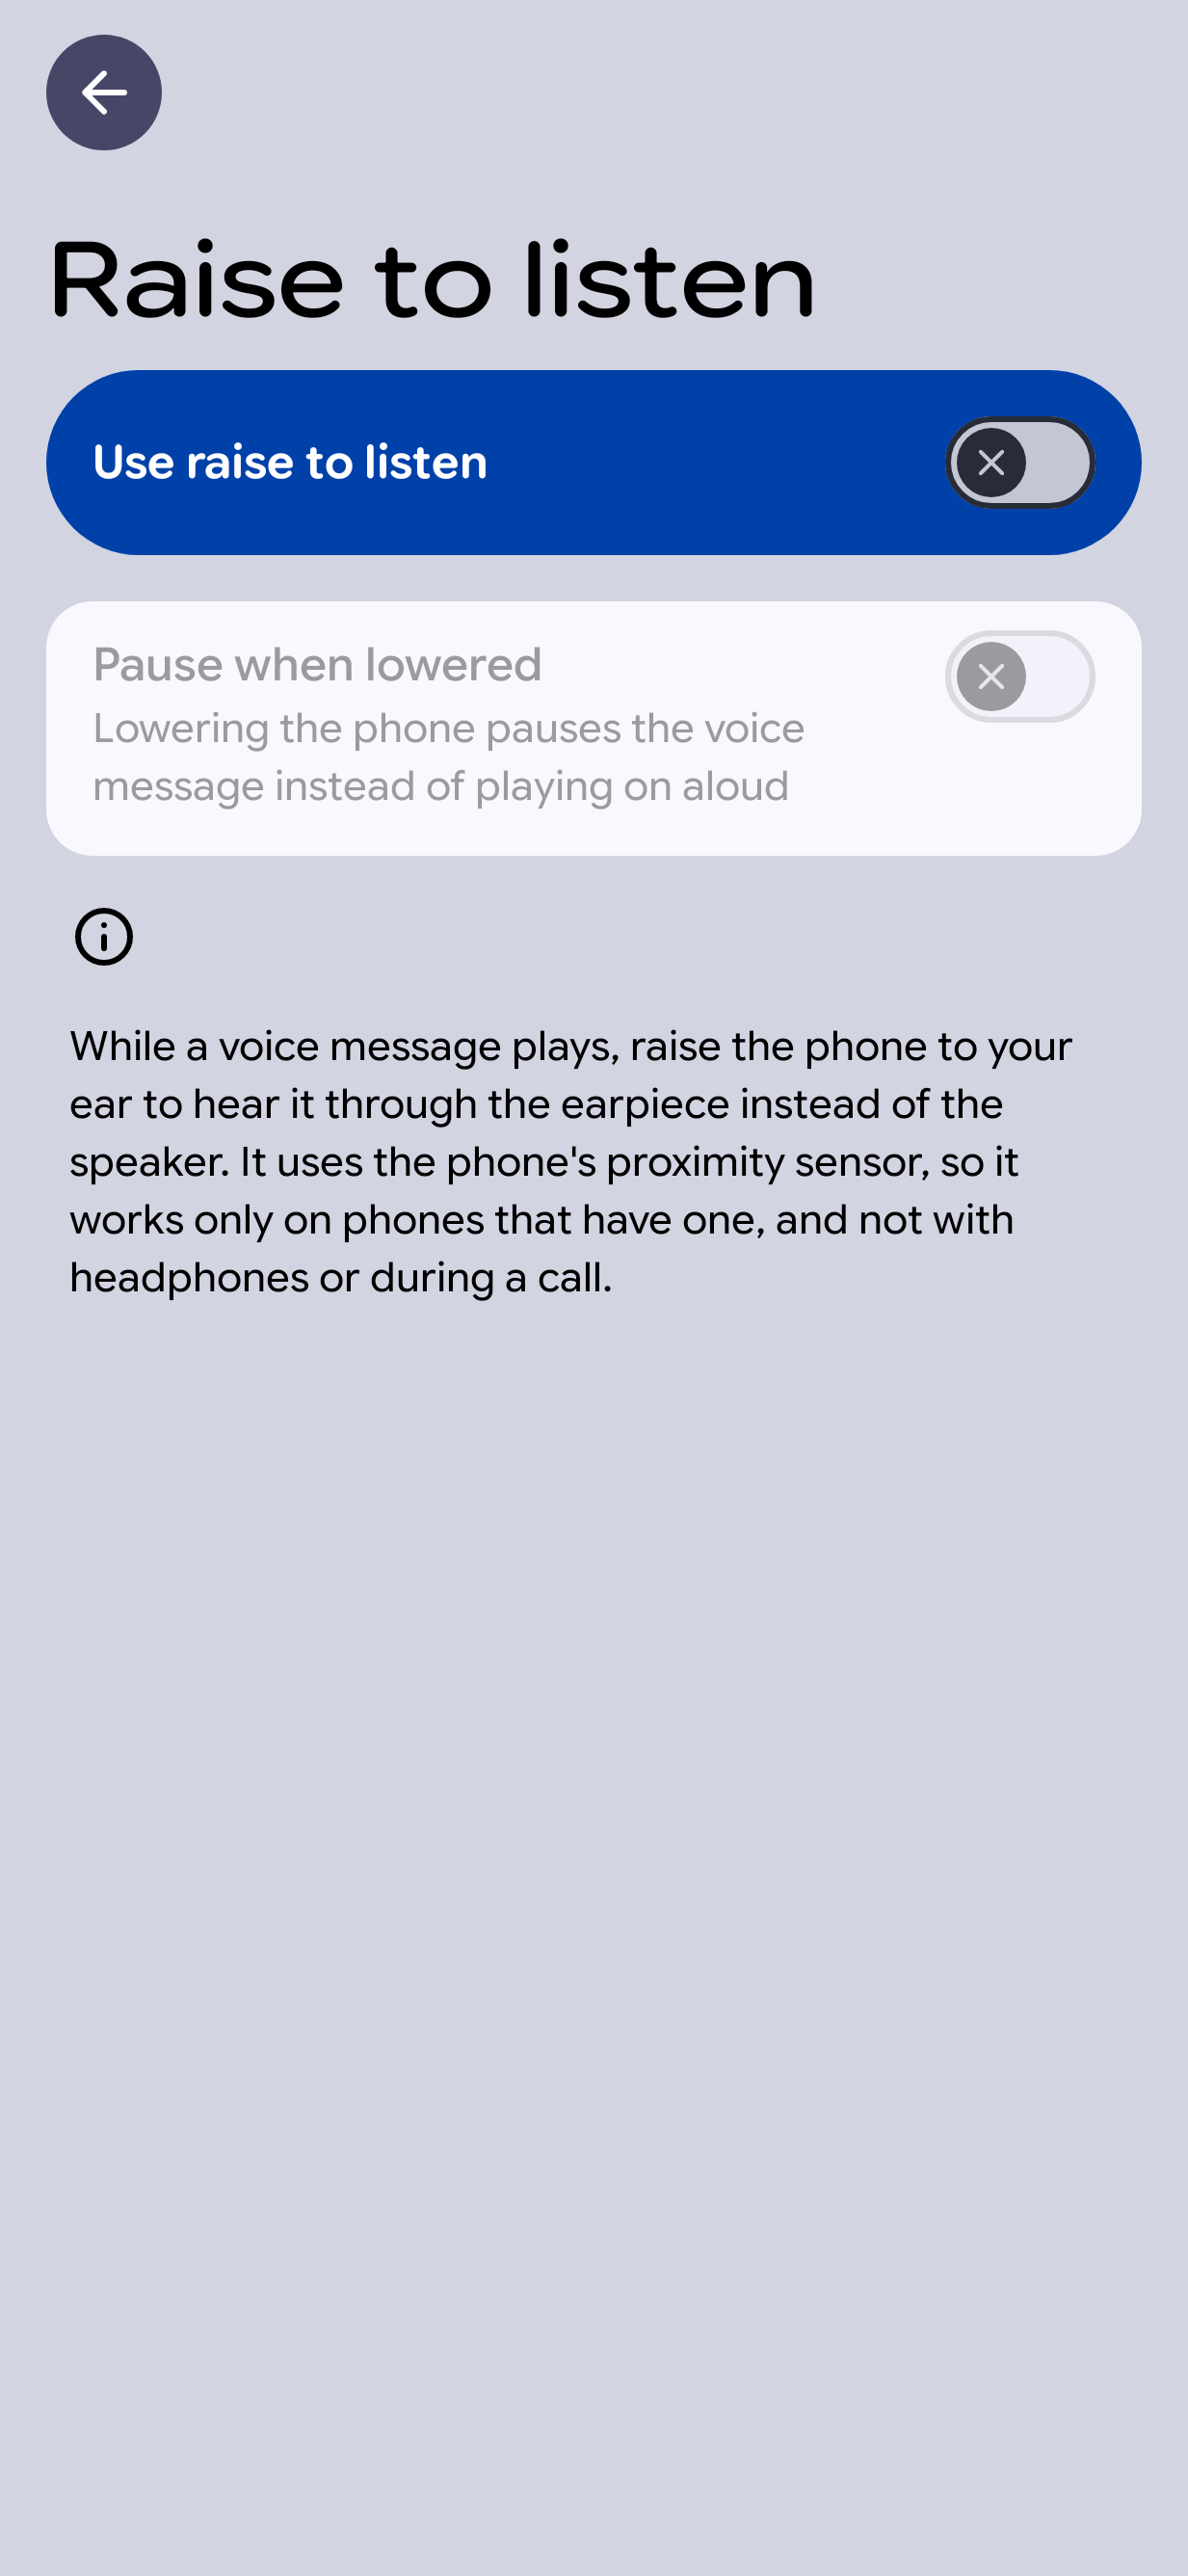 Raise to listen
Use raise to listen
Pause when lowered
Lowering the phone pauses the voice
message instead of playing on aloud
While a voice message plays, raise the phone to your
ear to hear it through the earpiece instead of the
speaker. It uses the phone's proximity sensor, so it
works only on phones that have one, and not with
headphones or during a call.